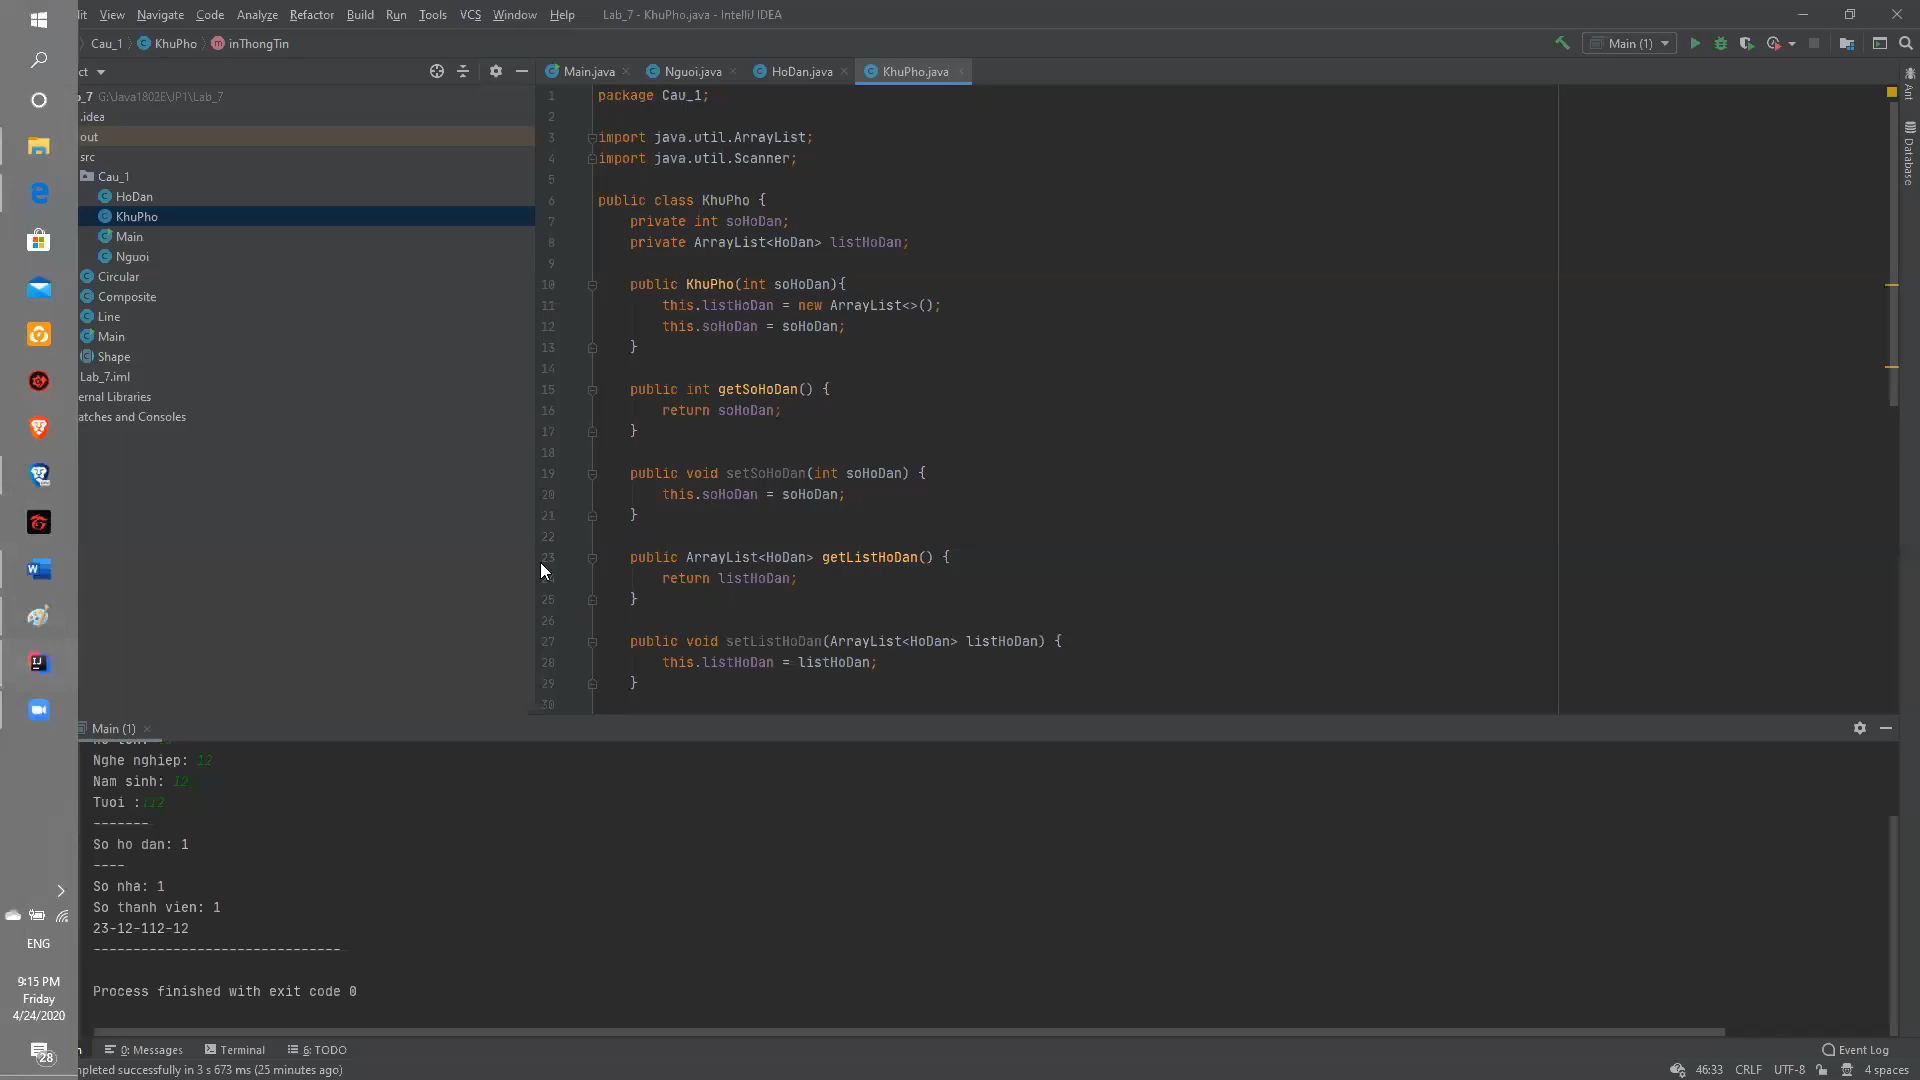 it View Navigate Code Analyze Refactor Build Run Tools VCS Window Help Lab_7 - KhuPho.java - IntelliJ IDEA
Cau_1 KhuPho inThongTin Main (1)
ct Main.java Nguoi.java HoDan.java KhuPho.java
_7 G:\Java1802E\JP1\Lab_7
.idea
out
src
Cau_1
HoDan
KhuPho
Main
Nguoi
Circular
Composite
Line
Main
Shape
Lab_7.iml
ernal Libraries
atches and Consoles
1 package Cau_1;
2
3 import java.util.ArrayList;
4 import java.util.Scanner;
5
6 public class KhuPho {
7 private int soHoDan;
8 private ArrayList<HoDan> listHoDan;
9
10 public KhuPho(int soHoDan){
11 this.listHoDan = new ArrayList<>();
12 this.soHoDan = soHoDan;
13 }
14
15 public int getSoHoDan() {
16 return soHoDan;
17 }
18
19 public void setSoHoDan(int soHoDan) {
20 this.soHoDan = soHoDan;
21 }
22
23 public ArrayList<HoDan> getListHoDan() {
return listHoDan;
25 }
26
27 public void setListHoDan(ArrayList<HoDan> listHoDan) {
28 this.listHoDan = listHoDan;
29 }
30
Ant
Database
Main (1)
Nghe nghiep: 12
Nam sinh: 12
Tuoi :112
-------
So ho dan: 1
----
So nha: 1
So thanh vien: 1
23-12-112-12
-------------------------------
Process finished with exit code 0
0: Messages Terminal 6: TODO Event Log
mpleted successfully in 3 s 673 ms (25 minutes ago) 46:33 CRLF UTF-8 4 spaces
ENG
9:15 PM
Friday
4/24/2020
28